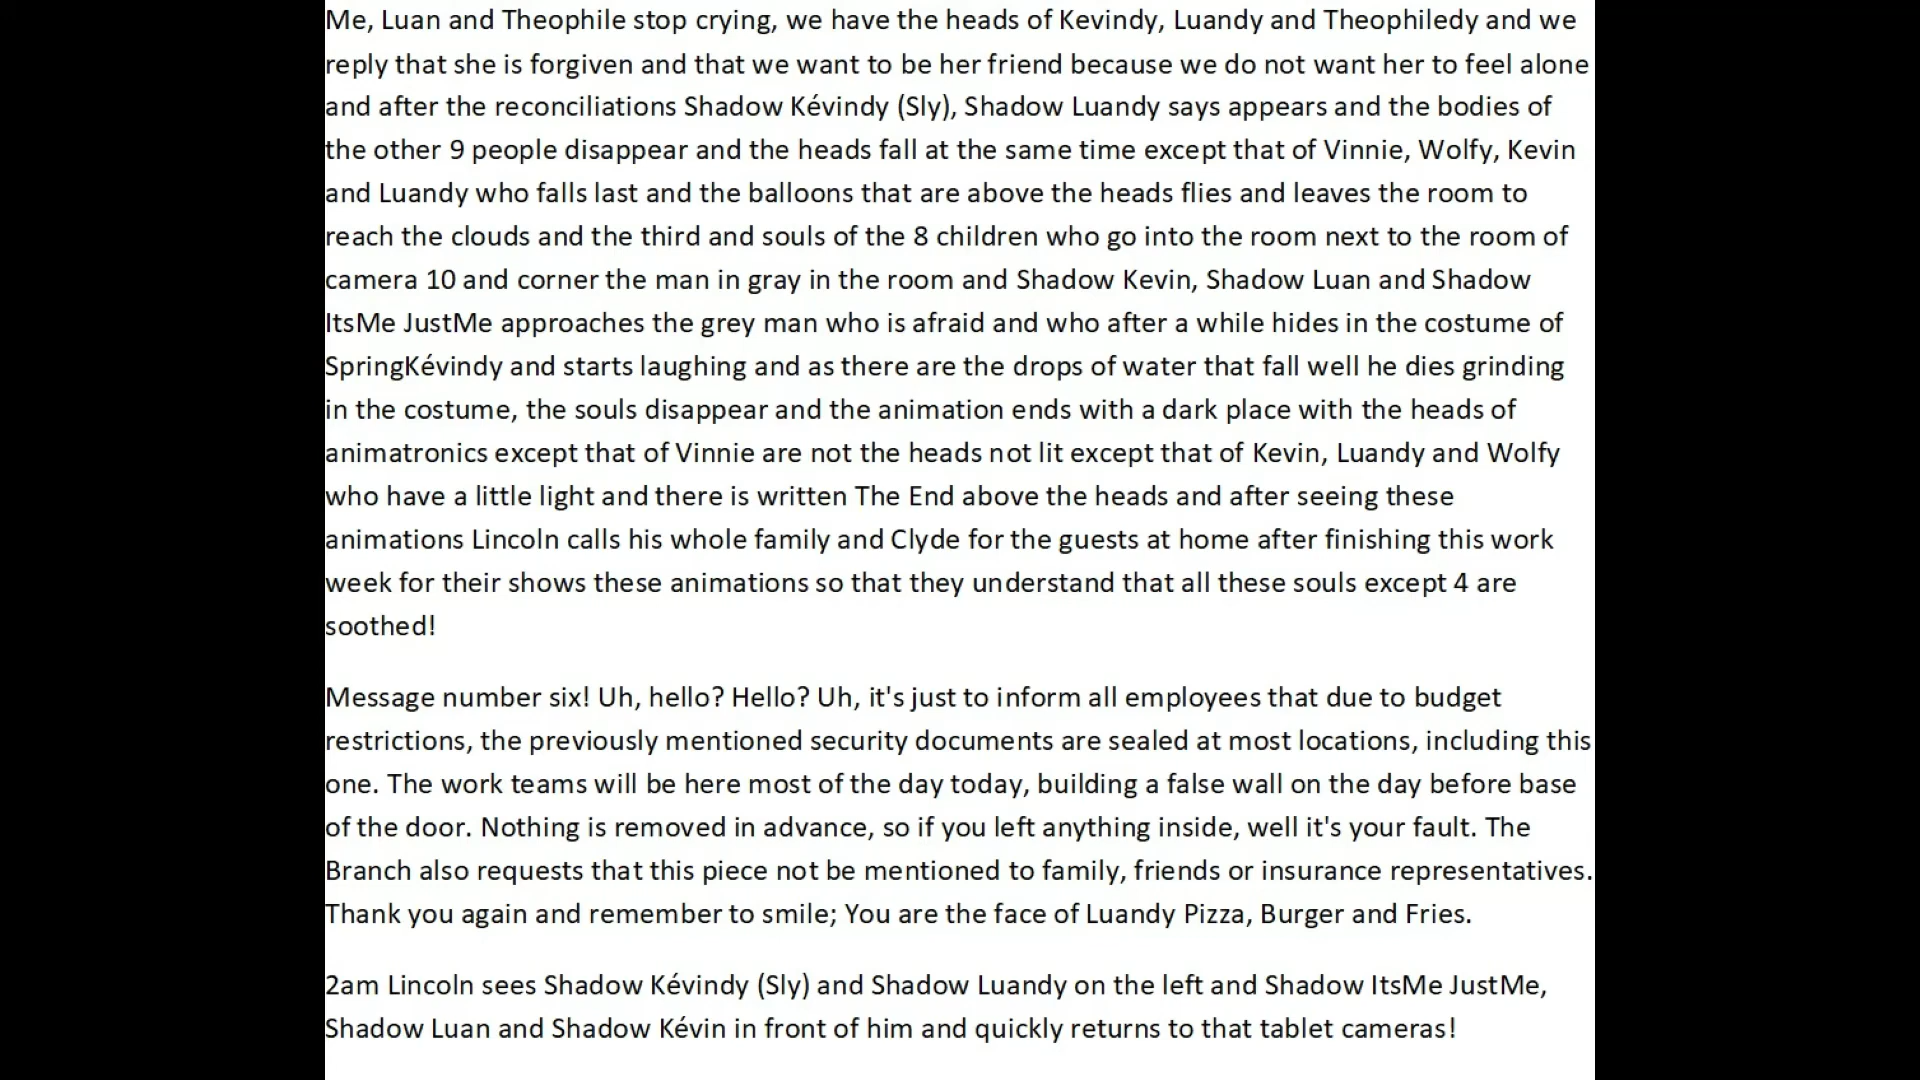 Me, Luan and Theophile stop crying, we have the heads of Kevindy, Luandy and Theophiledy and we
reply that she is forgiven and that we want to be her friend because we do not want her to feel alone
and after the reconciliations Shadow Kévindy (Sly), Shadow Luandy says appears and the bodies of
the other 9 people disappear and the heads fall at the same time except that of Vinnie, Wolfy, Kevin
and Luandy who falls last and the balloons that are above the heads flies and leaves the room to
reach the clouds and the third and souls of the 8 children who go into the room next to the room of
camera 10 and corner the man in gray in the room and Shadow Kevin, Shadow Luan and Shadow
ItsMe JustMe approaches the grey man who is afraid and who after a while hides in the costume of
SpringKévindy and starts laughing and as there are the drops of water that fall well he dies grinding
in the costume, the souls disappear and the animation ends with a dark place with the heads of
animatronics except that of Vinnie are not the heads not lit except that of Kevin, Luandy and Wolfy
who have a little light and there is written The End above the heads and after seeing these
animations Lincoln calls his whole family and Clyde for the guests at home after finishing this work
week for their shows these animations so that they understand that all these souls except 4 are
soothed!
Message number six! Uh, hello? Hello? Uh, it's just to inform all employees that due to budget
restrictions, the previously mentioned security documents are sealed at most locations, including this
one. The work teams will be here most of the day today, building a false wall on the day before base
of the door. Nothing is removed in advance, so if you left anything inside, well it's your fault. The
Branch also requests that this piece not be mentioned to family, friends or insurance representatives.
Thank you again and remember to smile; You are the face of Luandy Pizza, Burger and Fries.
2am Lincoln sees Shadow Kévindy (Sly) and Shadow Luandy on the left and Shadow ItsMe JustMe,
Shadow Luan and Shadow Kévin in front of him and quickly returns to that tablet cameras!